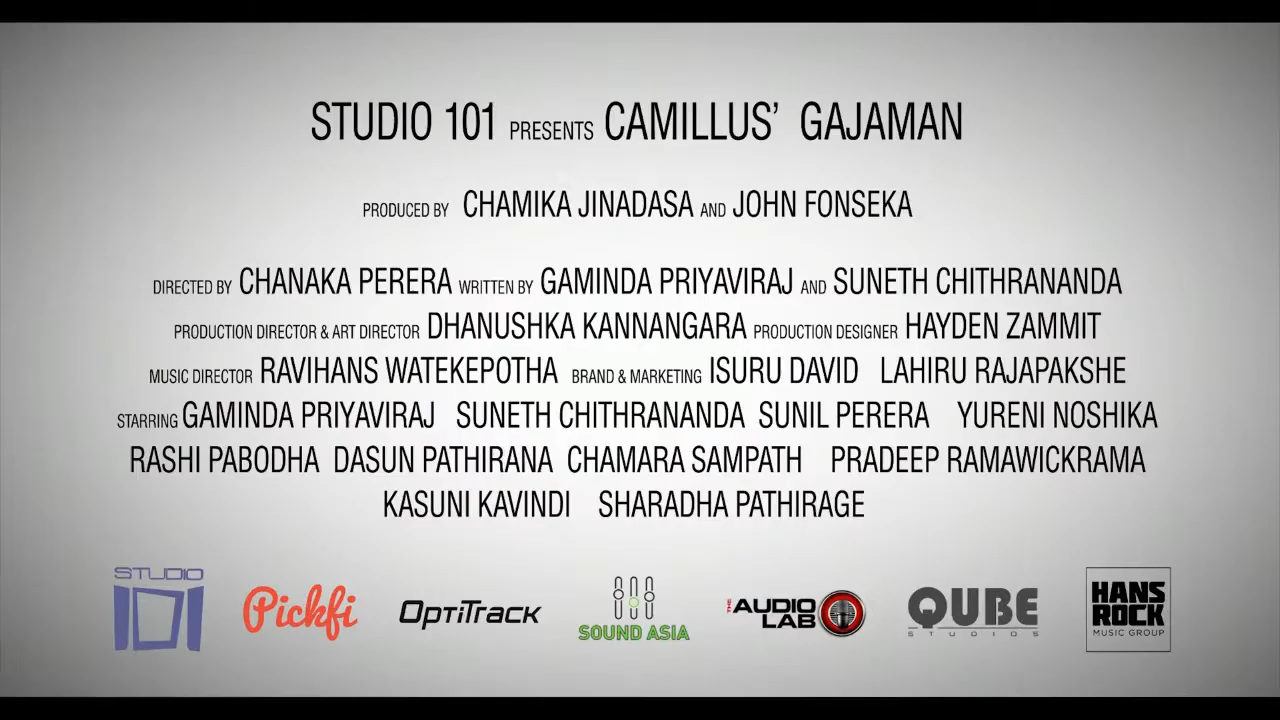 STUDIO 101 PRESENTS CAMILLUS’ GAJAMAN
PRODUCED BY CHAMIKA JINADASA AND JOHN FONSEKA
DIRECTED BY CHANAKA PERERA WRITTEN BY GAMINDA PRIYAVIRAJ AND SUNETH CHITHRANANDA
PRODUCTION DIRECTOR & ART DIRECTOR DHANUSHKA KANNANGARA PRODUCTION DESIGNER HAYDEN ZAMMIT
MUSIC DIRECTOR RAVIHANS WATEKEPOTHA BRAND & MARKETING ISURU DAVID LAHIRU RAJAPAKSHE
STARRING GAMINDA PRIYAVIRAJ SUNETH CHITHRANANDA SUNIL PERERA YURENI NOSHIKA
RASHI PABODHA DASUN PATHIRANA CHAMARA SAMPATH PRADEEP RAMAWICKRAMA
KASUNI KAVINDI SHARADHA PATHIRAGE
STUDIO
101
Pickfi
OPTITRACK
SOUND ASIA
THE AUDIO
LAB
QUBE
STUDIOS
HANS
ROCK
MUSIC GROUP